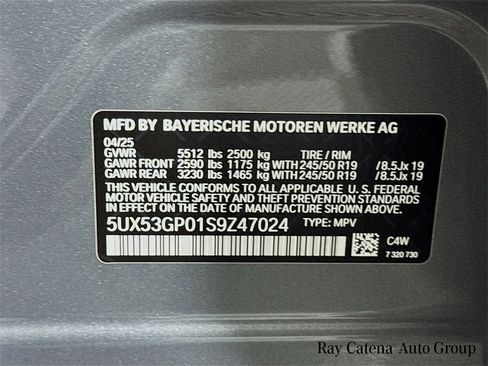 MFD BY BAYERISCHE MOTOREN WERKE AG
04/25
GVWR 5512 lbs 2500 kg TIRE / RIM
GAWR FRONT 2590 lbs 1175 kg WITH 245/50 R19 / 8.5Jx 19
GAWR REAR 3230 lbs 1465 kg WITH 245/50 R19 / 8.5Jx 19
THIS VEHICLE CONFORMS TO ALL APPLICABLE U. S. FEDERAL
MOTOR VEHICLE SAFETY STANDARDS IN EFFECT ON THE DATE
OF MANUFACTURE SHOWN ABOVE.
5UX53GP01S9Z47024 TYPE: MPV
C4W
7 320 730
Ray Catena Auto Group